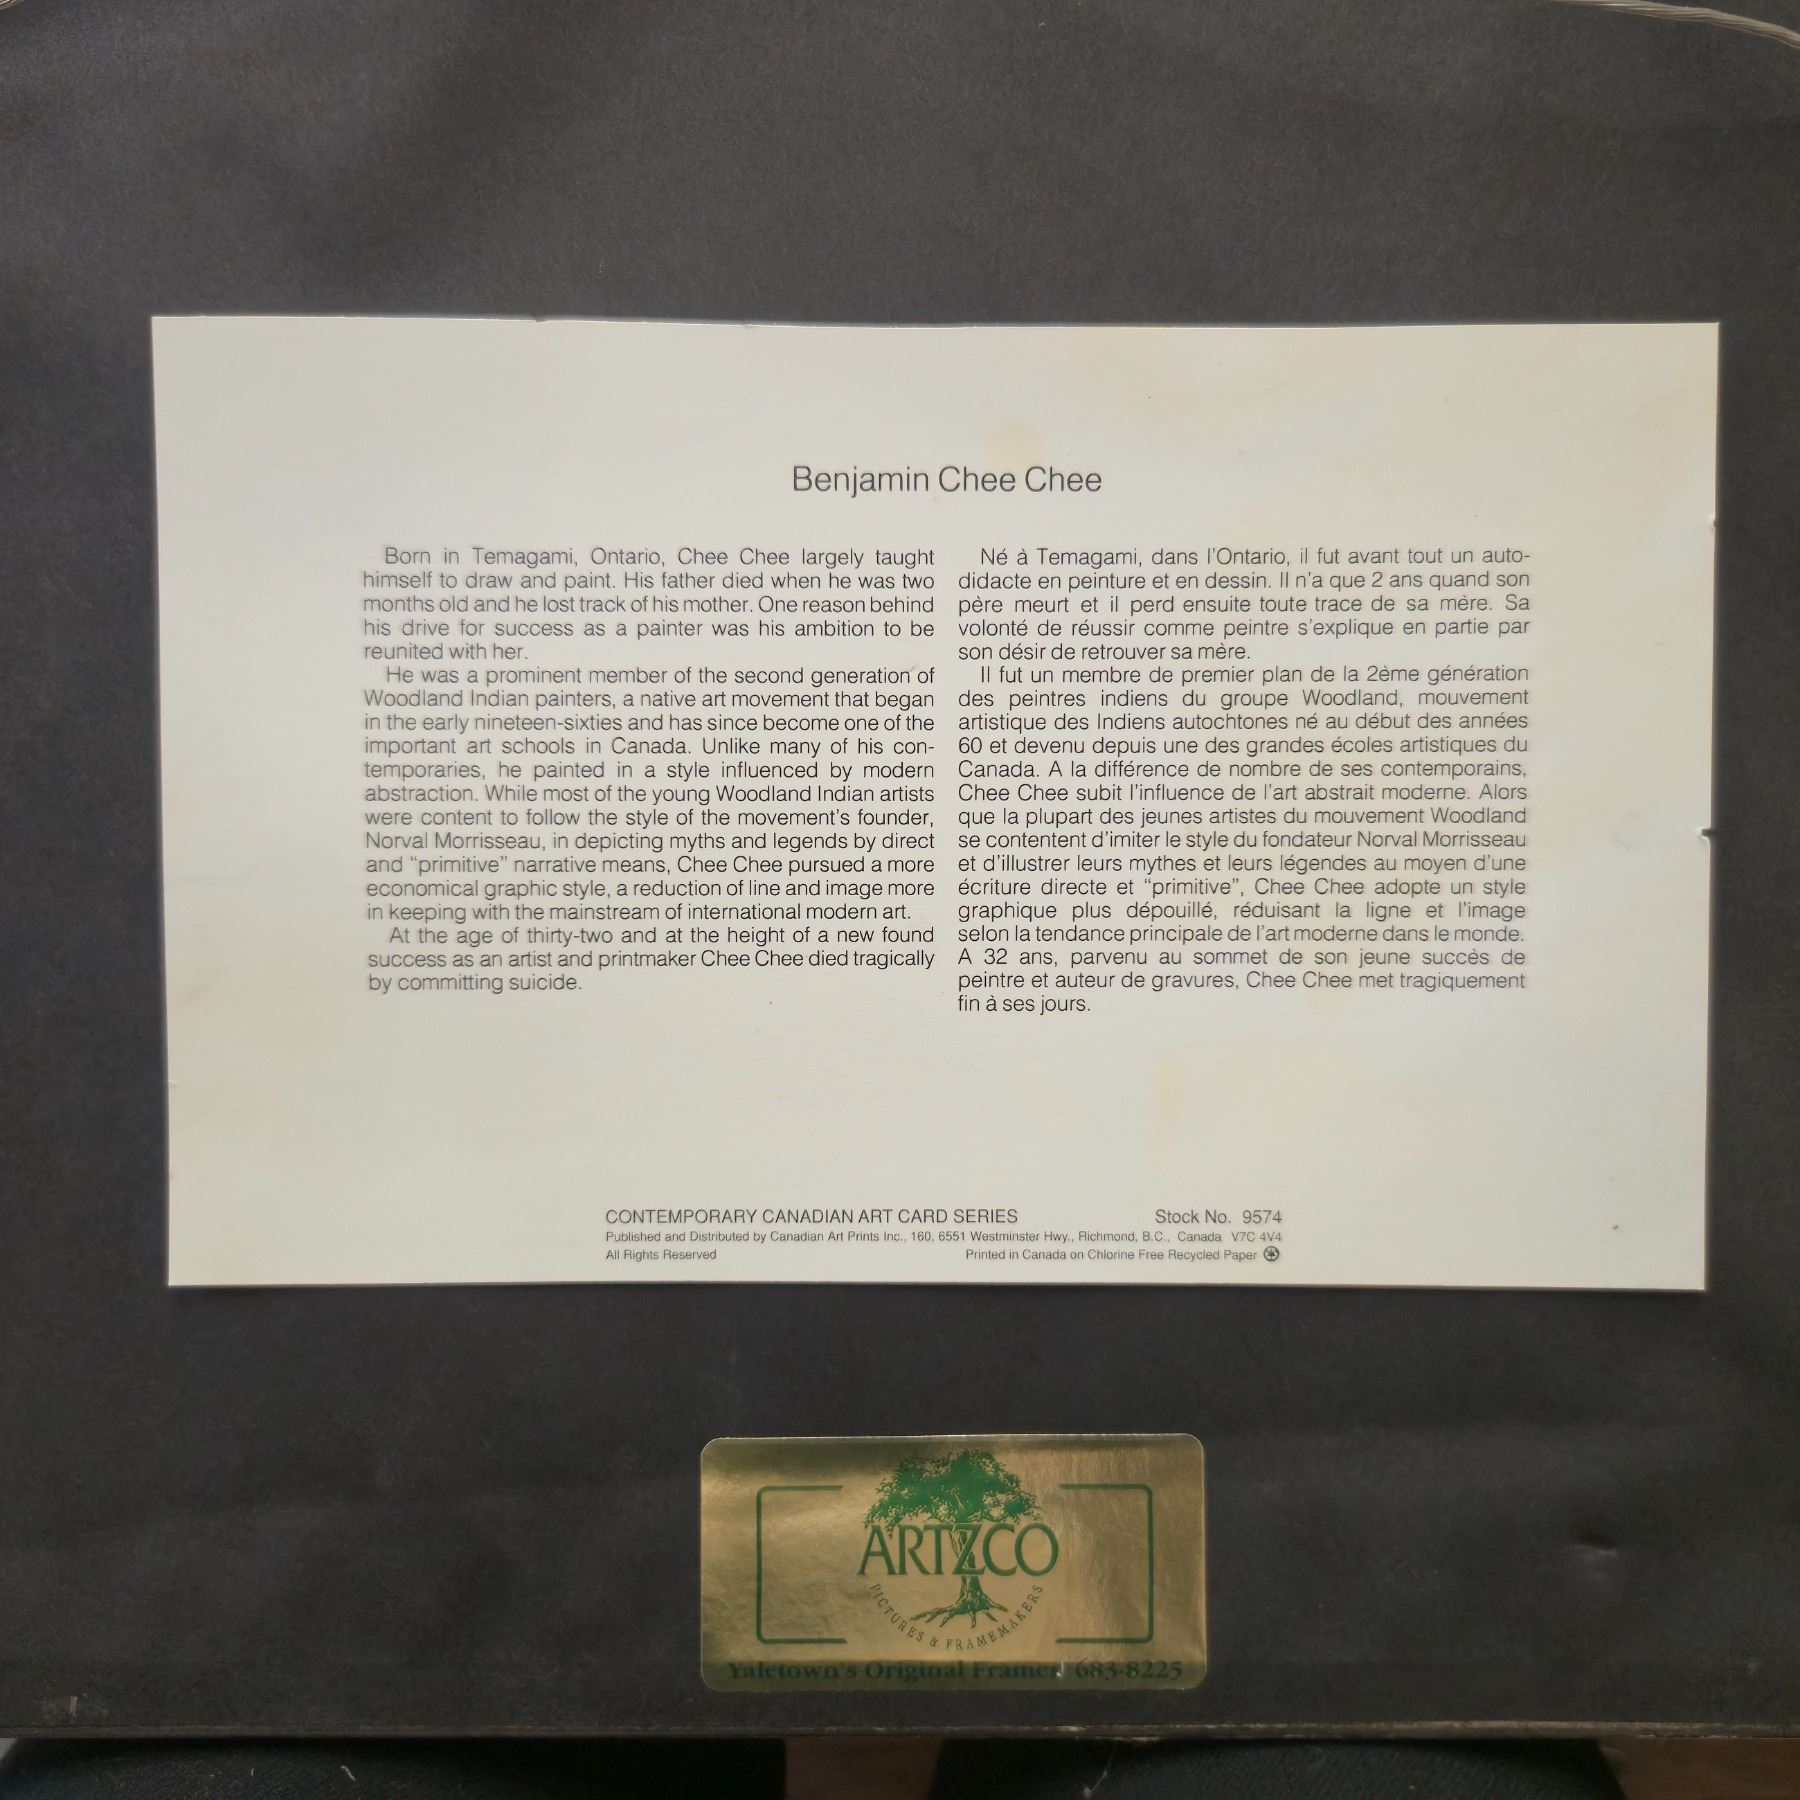 Benjamin Chee Chee
Born in Temagami, Ontario, Chee Chee largely taught
himself to draw and paint. His father died when he was two
months old and he lost track of his mother. One reason behind
his drive for success as a painter was his ambition to be
reunited with her.
He was a prominent member of the second generation of
Woodland Indian painters, a native art movement that began
in the early nineteen-sixties and has since become one of the
important art schools in Canada. Unlike many of his con-
temporaries, he painted in a style influenced by modern
abstraction. While most of the young Woodland Indian artists
were content to follow the style of the movement's founder,
Norval Morrisseau, in depicting myths and legends by direct
and “primitive” narrative means, Chee Chee pursued a more
economical graphic style, a reduction of line and image more
in keeping with the mainstream of international modern art.
At the age of thirty-two and at the height of a new found
success as an artist and printmaker Chee Chee died tragically
by committing suicide.
Né à Temagami, dans l'Ontario, il fut avant tout un auto-
didacte en peinture et en dessin. Il n'a que 2 ans quand son
père meurt et il perd ensuite toute trace de sa mère. Sa
volonté de réussir comme peintre s'explique en partie par
son désir de retrouver sa mère.
Il fut un membre de premier plan de la 2ème génération
des peintres indiens du groupe Woodland, mouvement
artistique des Indiens autochtones né au début des années
60 et devenu depuis une des grandes écoles artistiques du
Canada. A la différence de nombre de ses contemporains,
Chee Chee subit l'influence de l'art abstrait moderne. Alors
que la plupart des jeunes artistes du mouvement Woodland
se contentent d'imiter le style du fondateur Norval Morrisseau
et d'illustrer leurs mythes et leurs légendes au moyen d'une
écriture directe et “primitive”, Chee Chee adopte un style
graphique plus dépouillé, réduisant la ligne et l'image
selon la tendance principale de l'art moderne dans le monde.
A 32 ans, parvenu au sommet de son jeune succès de
peintre et auteur de gravures, Chee Chee met tragiquement
fin à ses jours.
CONTEMPORARY CANADIAN ART CARD SERIES Stock No. 9574
Published and Distributed by Canadian Art Prints Inc., 160, 6551 Westminster Hwy., Richmond, B.C., Canada V7C 4V4
All Rights Reserved Printed in Canada on Chlorine Free Recycled Paper
ARTZCO
PICTURES & FRAMEMAKERS
Yaletown's Original Framer 683-8225